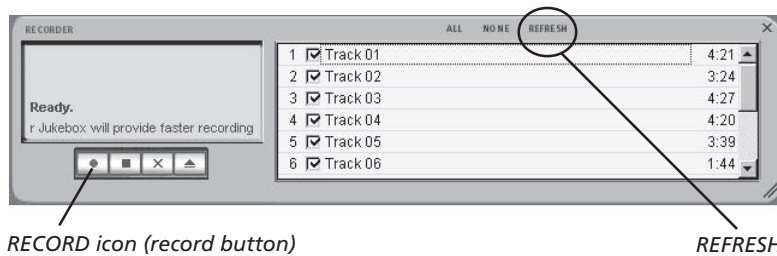 RECORDER
ALL NONE REFRESH
1 Track 01 4:21
2 Track 02 3:24
3 Track 03 4:27
4 Track 04 4:20
5 Track 05 3:39
6 Track 06 1:44
Ready.
r Jukebox will provide faster recording
RECORD icon (record button)
REFRESH